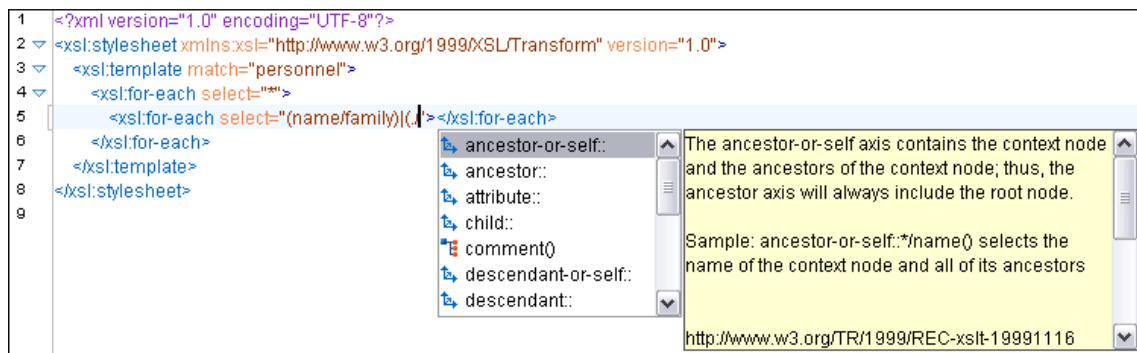 1 <?xml version="1.0" encoding="UTF-8"?>
2 <xsl:stylesheet xmlns:xsl="http://www.w3.org/1999/XSL/Transform" version="1.0">
3 <xsl:template match="personnel">
4 <xsl:for-each select="*">
5 <xsl:for-each select="(name/family)|(./"></xsl:for-each>
6 </xsl:for-each>
7 </xsl:template>
8 </xsl:stylesheet>
9
ancestor-or-self::
ancestor::
attribute::
child::
comment()
descendant-or-self::
descendant::
The ancestor-or-self axis contains the context node
and the ancestors of the context node; thus, the
ancestor axis will always include the root node.
Sample: ancestor-or-self::*/name() selects the
name of the context node and all of its ancestors
http://www.w3.org/TR/1999/REC-xslt-19991116